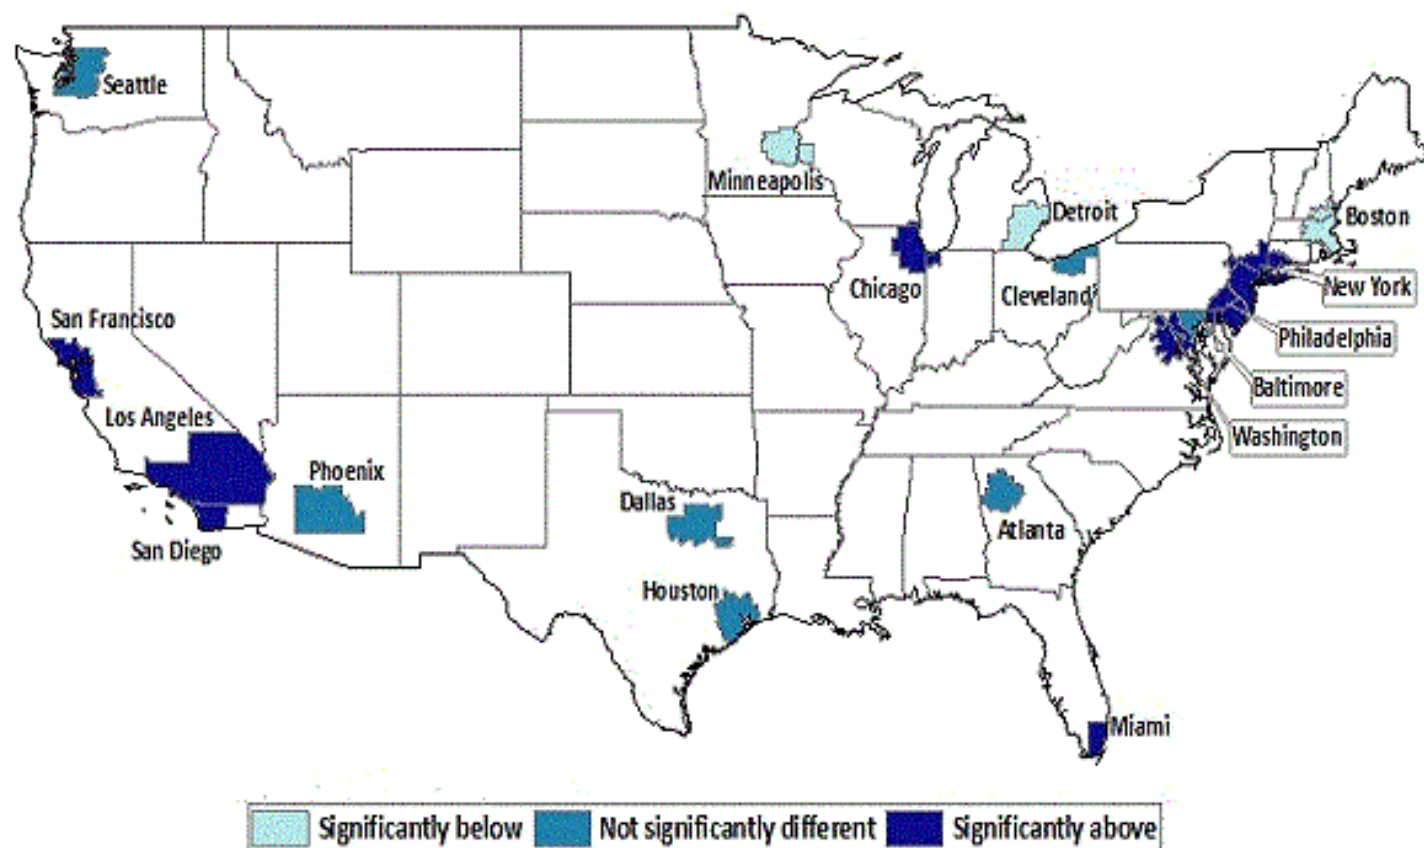 Seattle
Minneapolis
Detroit
Boston
Chicago
Cleveland
New York
San Francisco
Philadelphia
Baltimore
Los Angeles
Washington
Phoenix
Dallas
Atlanta
San Diego
Houston
Miami
Significantly below
Not significantly different
Significantly above